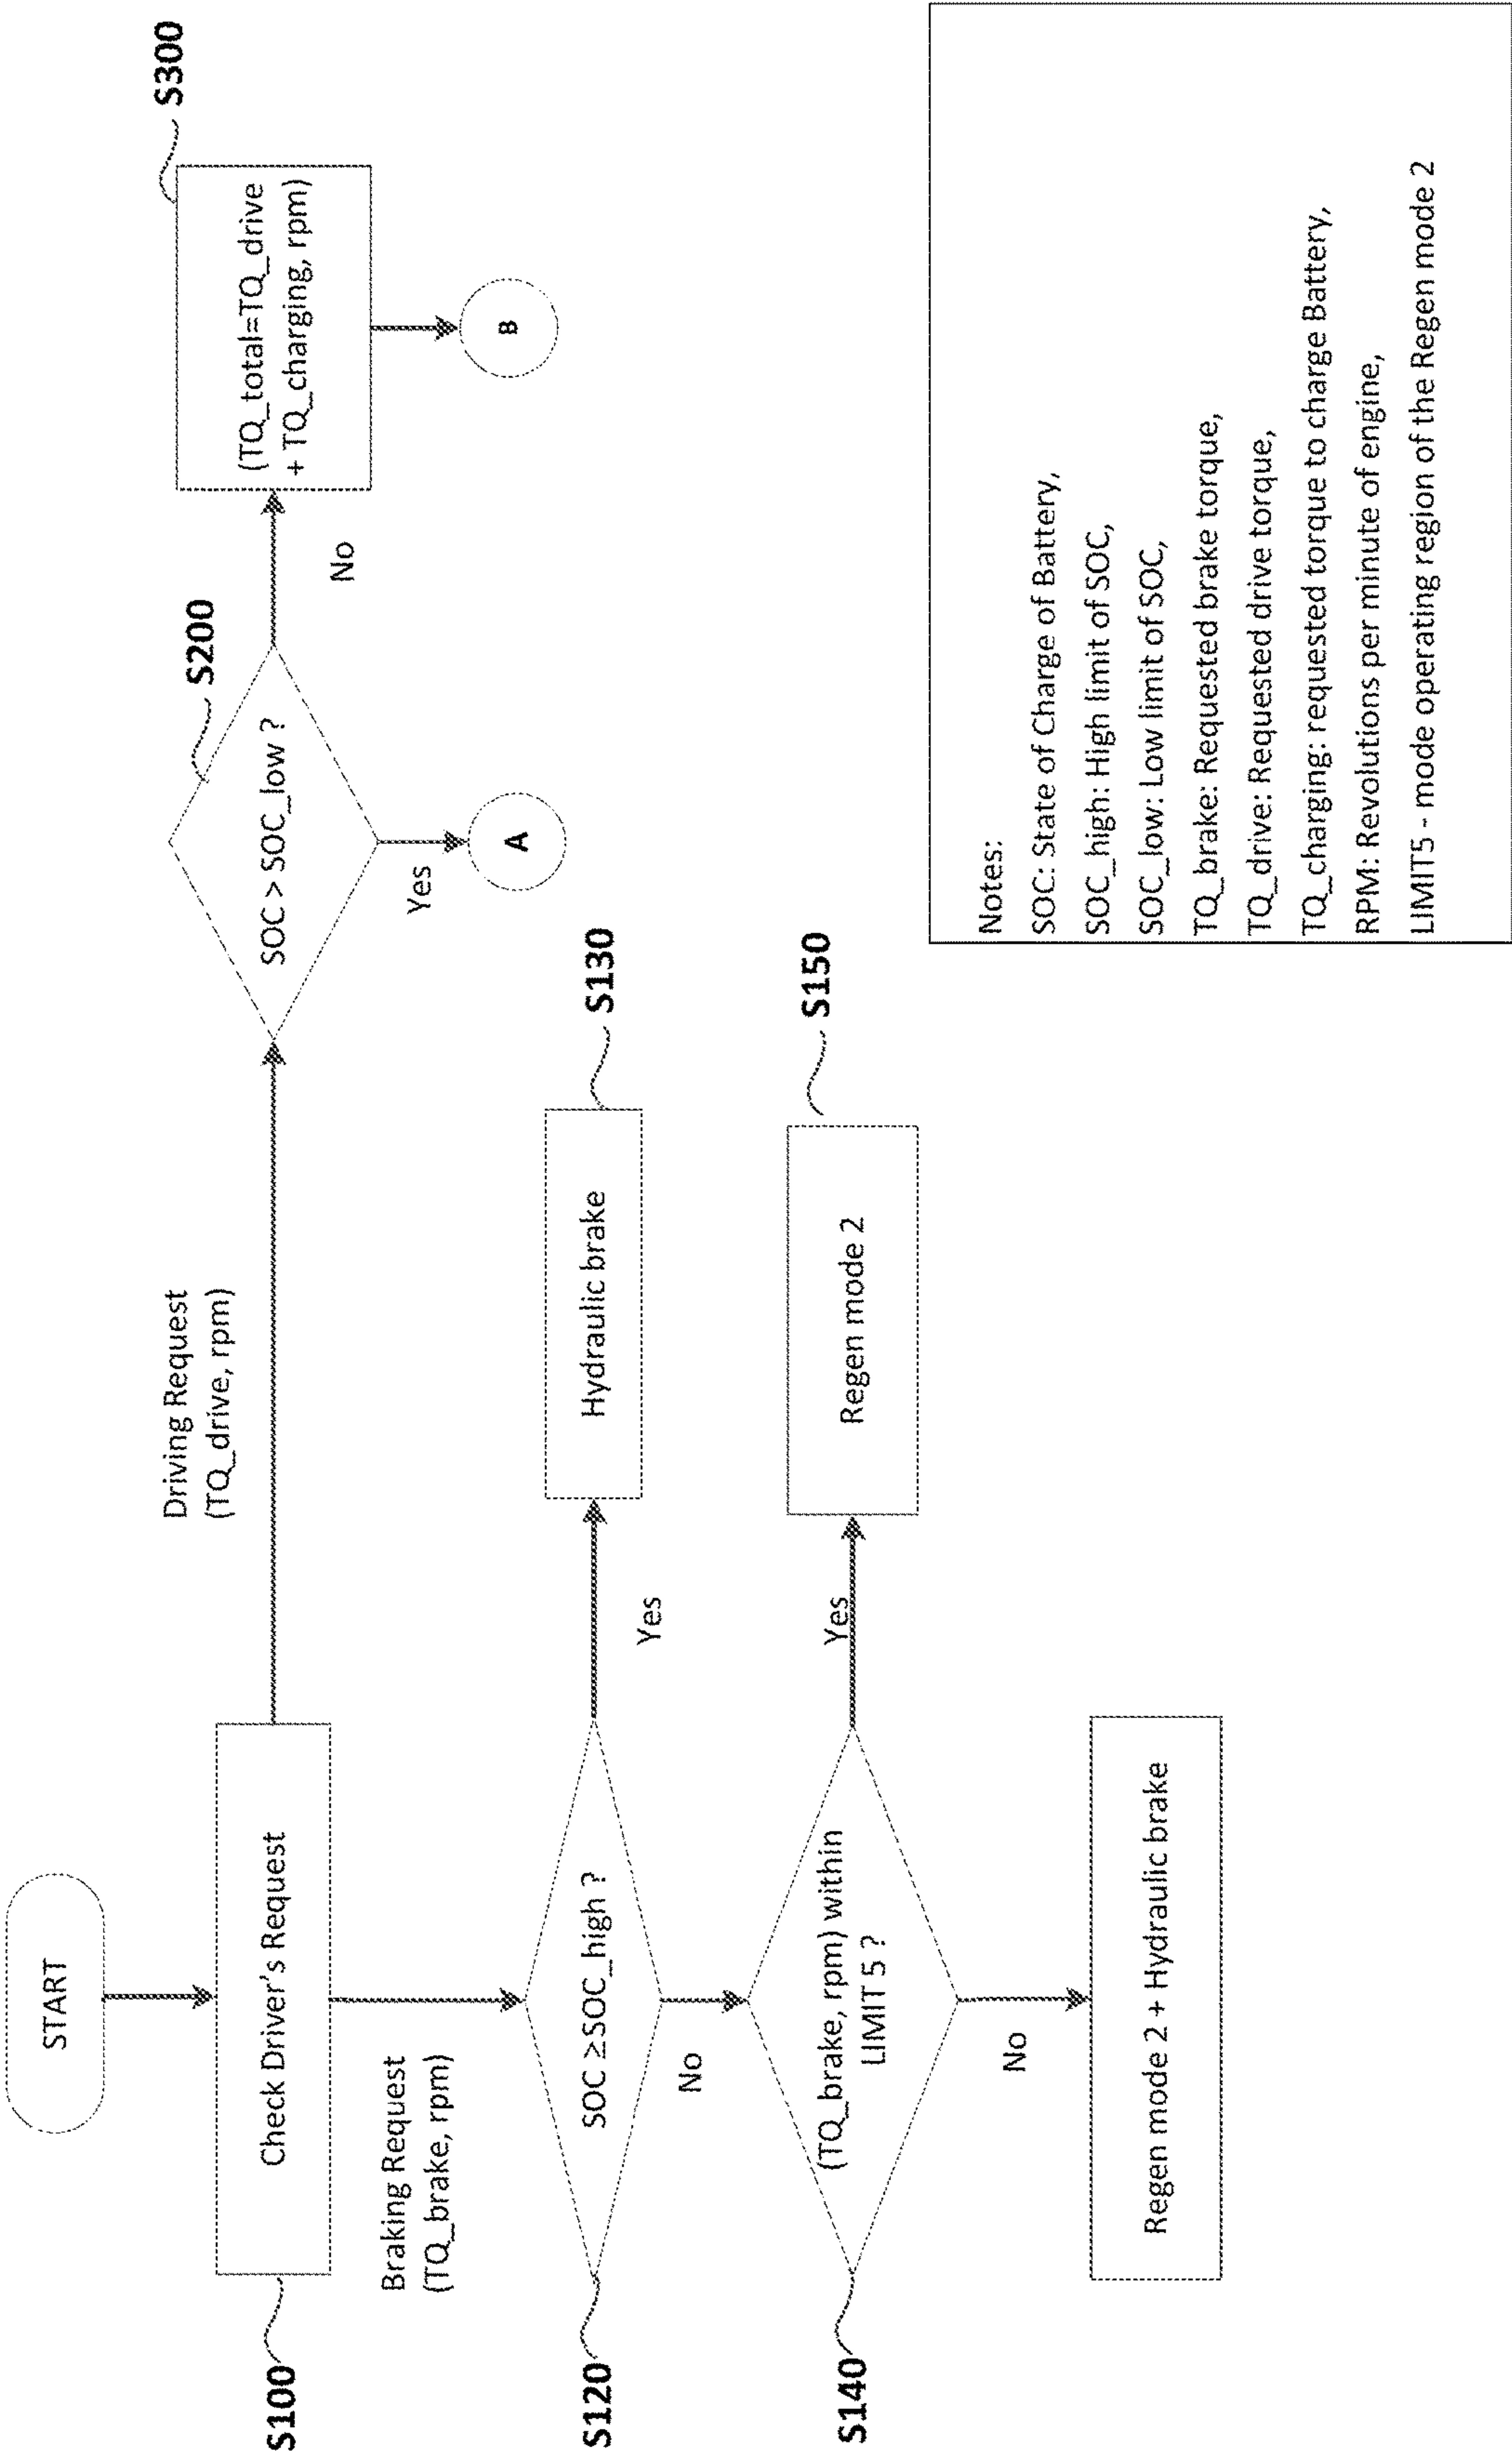 START
S100
Check Driver's Request
Driving Request
(TQ_drive, rpm)
S200
SOC > SOC_low ?
No
S300
(TQ_total=TQ_drive
+ TQ_charging, rpm)
Yes
A
B
Braking Request
(TQ_brake, rpm)
S120
SOC ≥SOC_high ?
Yes
Hydraulic brake
S130
No
S140
(TQ_brake, rpm) within
LIMIT5 ?
Yes
Regen mode 2
S150
No
Regen mode 2 + Hydraulic brake
Notes:
SOC: State of Charge of Battery,
SOC_high: High limit of SOC,
SOC_low: Low limit of SOC,
TQ_brake: Requested brake torque,
TQ_drive: Requested drive torque,
TQ_charging: requested torque to charge Battery,
RPM: Revolutions per minute of engine,
LIMIT5 - mode operating region of the Regen mode 2